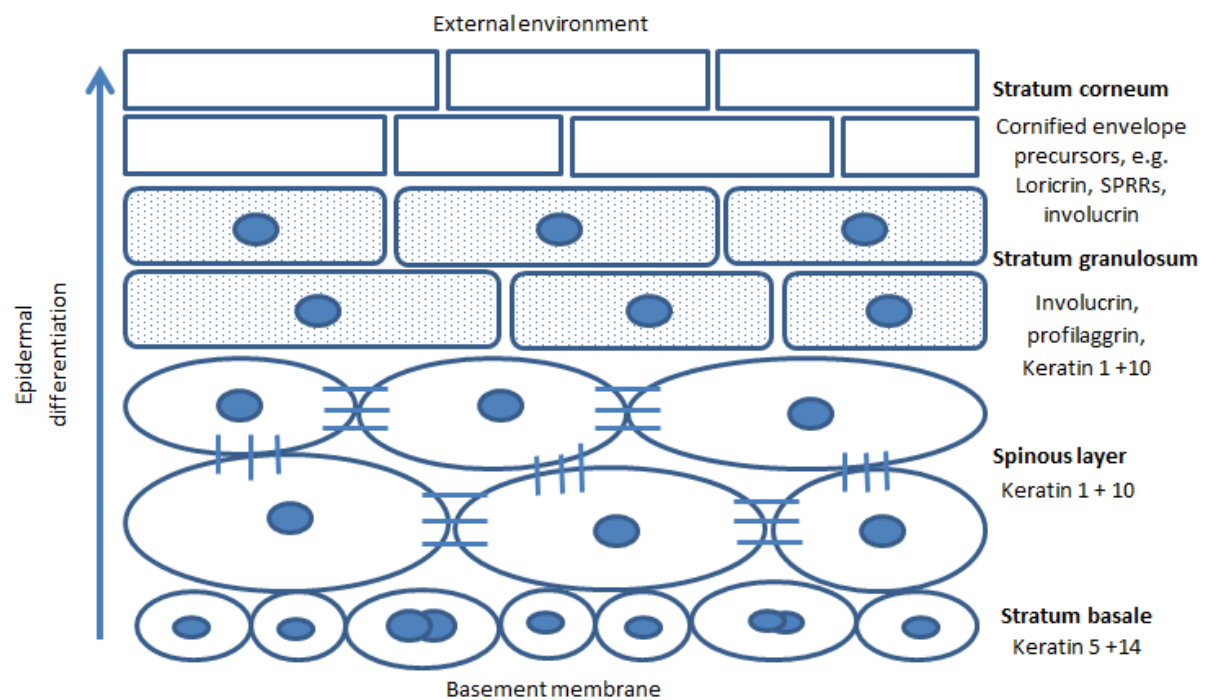 External environment
Stratum corneum
Cornified envelope
precursors, e.g.
Loricrin, SPRRs,
involucrin
Stratum granulosum
Involucrin,
profilaggrin,
Keratin 1 +10
Epidermal
differentiation
Spinous layer
Keratin 1 + 10
Stratum basale
Keratin 5 +14
Basement membrane